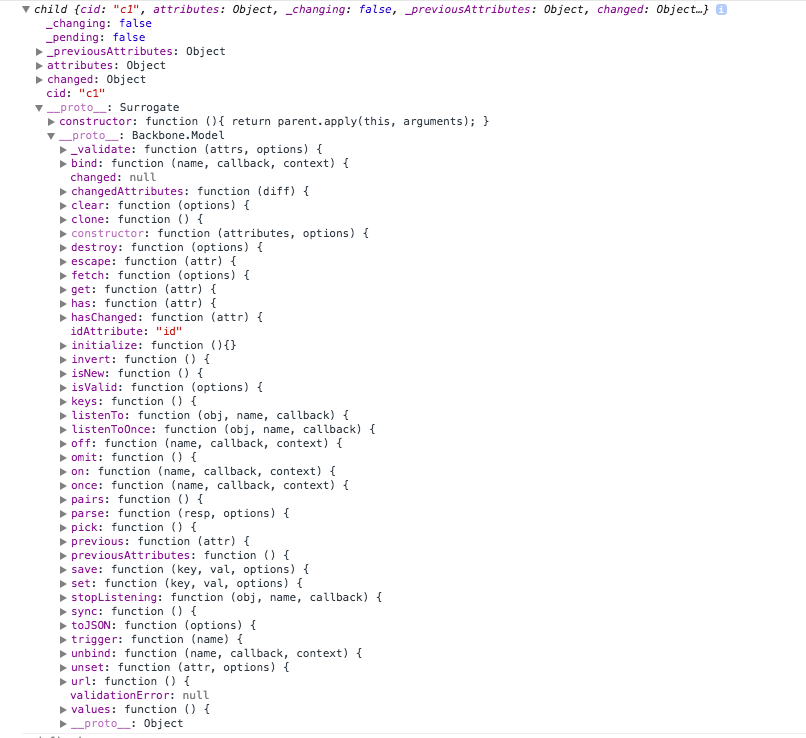 ▼ child {cid: "c1", attributes: Object, _changing: false, _previousAttributes: Object, changed: Object…} i
_changing: false
_pending: false
▶ _previousAttributes: Object
▶ attributes: Object
▶ changed: Object
cid: "c1"
▼ __proto__: Surrogate
▶ constructor: function (){ return parent.apply(this, arguments); }
▼ __proto__: Backbone.Model
▶ _validate: function (attrs, options) {
▶ bind: function (name, callback, context) {
changed: null
▶ changedAttributes: function (diff) {
▶ clear: function (options) {
▶ clone: function () {
▶ constructor: function (attributes, options) {
▶ destroy: function (options) {
▶ escape: function (attr) {
▶ fetch: function (options) {
▶ get: function (attr) {
▶ has: function (attr) {
▶ hasChanged: function (attr) {
idAttribute: "id"
▶ initialize: function (){}
▶ invert: function () {
▶ isNew: function () {
▶ isValid: function (options) {
▶ keys: function () {
▶ listenTo: function (obj, name, callback) {
▶ listenToOnce: function (obj, name, callback) {
▶ off: function (name, callback, context) {
▶ omit: function () {
▶ on: function (name, callback, context) {
▶ once: function (name, callback, context) {
▶ pairs: function () {
▶ parse: function (resp, options) {
▶ pick: function () {
▶ previous: function (attr) {
▶ previousAttributes: function () {
▶ save: function (key, val, options) {
▶ set: function (key, val, options) {
▶ stopListening: function (obj, name, callback) {
▶ sync: function () {
▶ toJSON: function (options) {
▶ trigger: function (name) {
▶ unbind: function (name, callback, context) {
▶ unset: function (attr, options) {
▶ url: function () {
validationError: null
▶ values: function () {
▶ __proto__: Object